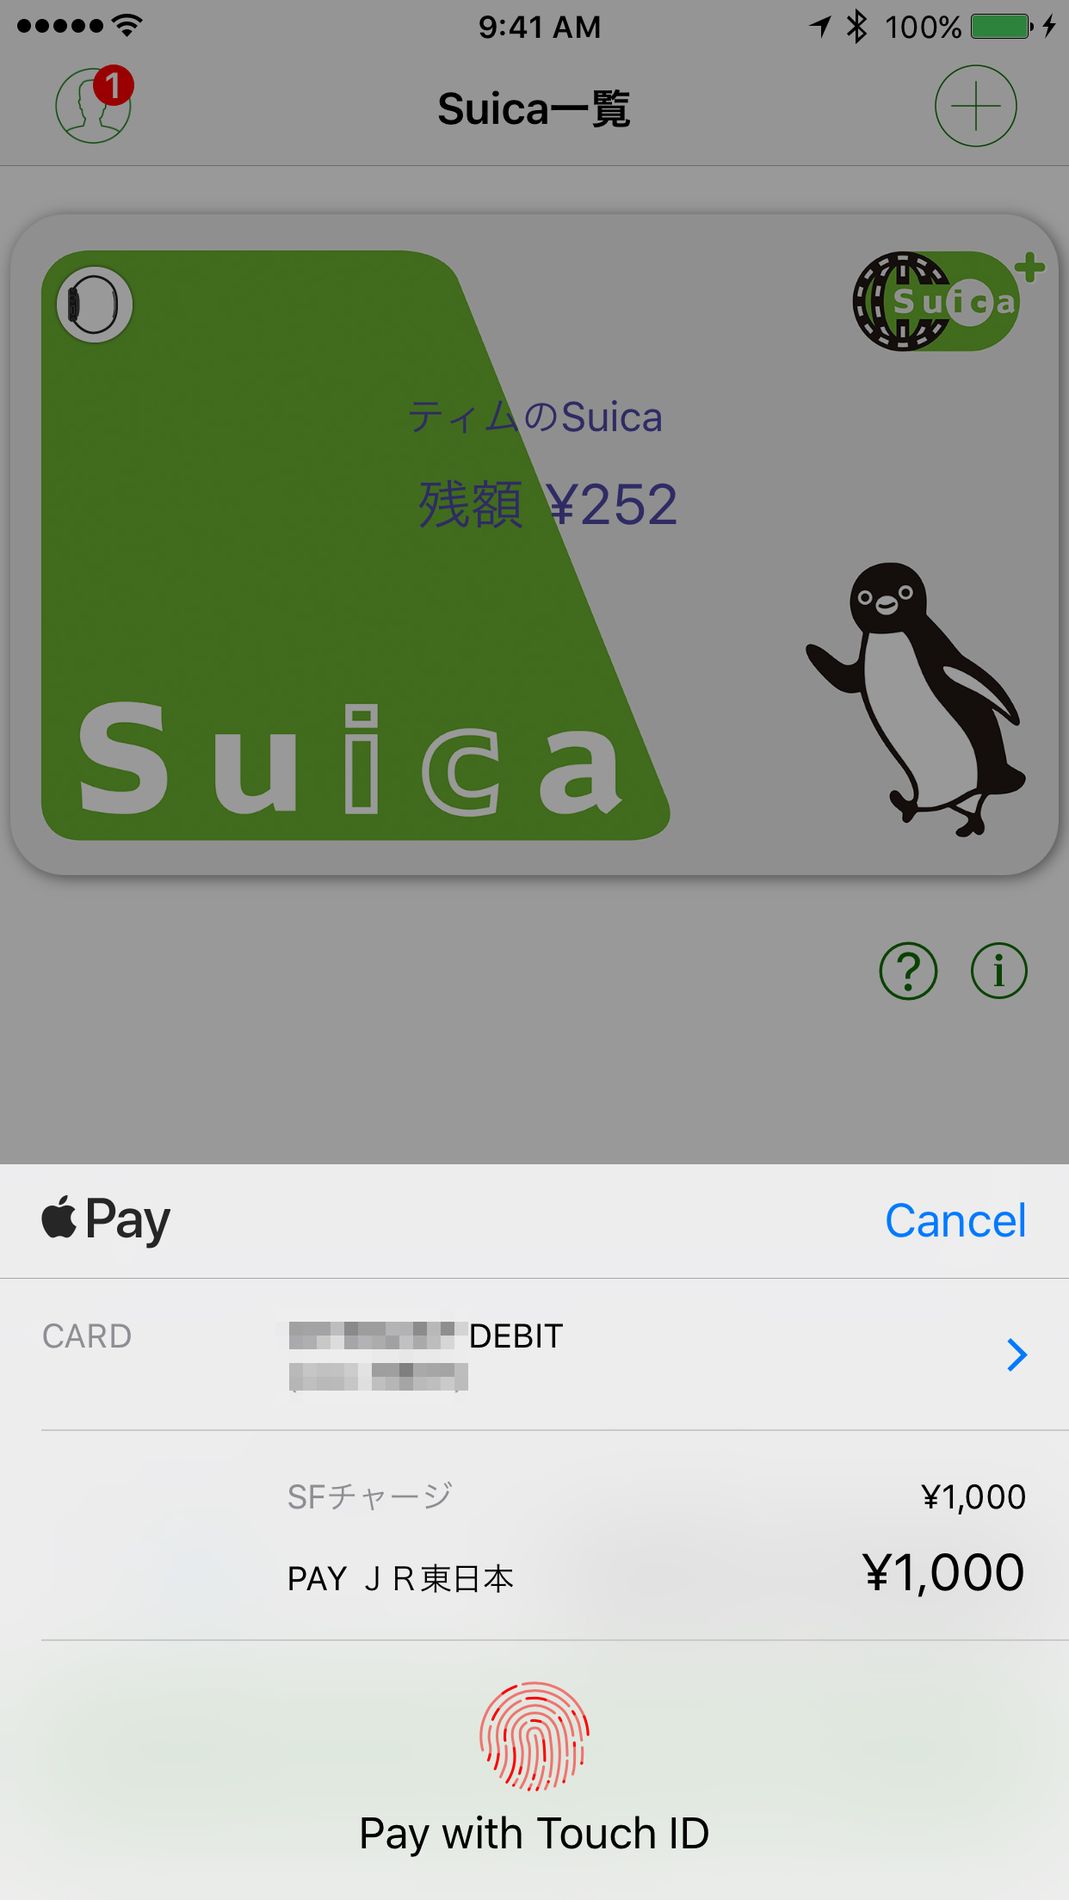 9:41 AM
100%
1
Suica一覧
Suica
ティムのSuica
残額 ¥252
Suica
?
i
Pay
Cancel
CARD
DEBIT
SFチャージ
¥1,000
PAY ＪＲ東日本
¥1,000
Pay with Touch ID